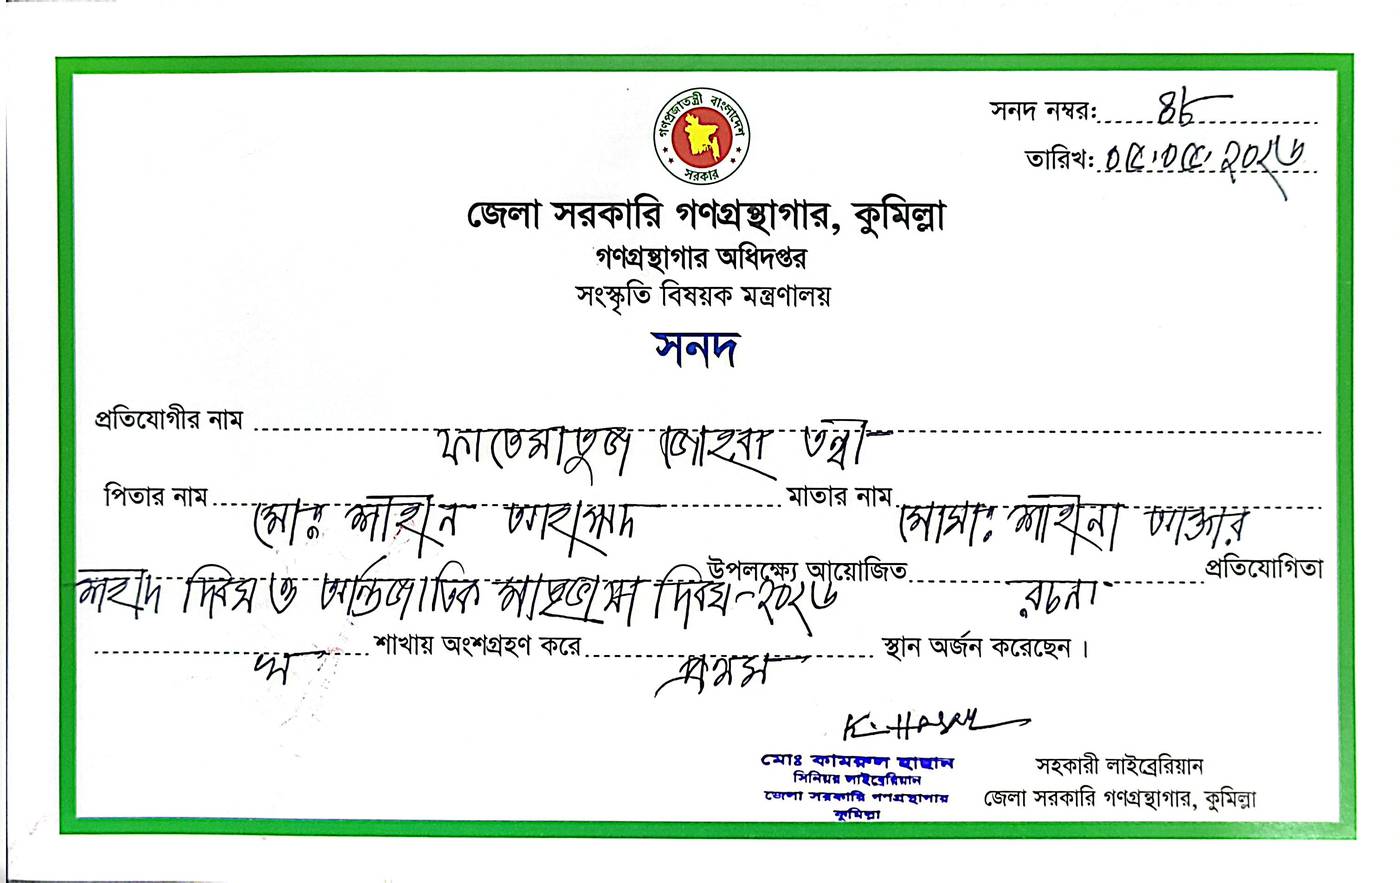 গণপ্রজাতন্ত্রী বাংলাদেশ
সরকার
সনদ নম্বর: ৪৮
তারিখ: ০৫.০৫.২০২৬
জেলা সরকারি গণগ্রন্থাগার, কুমিল্লা
গণগ্রন্থাগার অধিদপ্তর
সংস্কৃতি বিষয়ক মন্ত্রণালয়
সনদ
প্রতিযোগীর নাম ফাতেমাতুজ জোহরা তন্বী
পিতার নাম মোঃ শাহীন আহাম্মদ মাতার নাম মোসাঃ শাহীনা আক্তার
শহীদ দিবস ও আন্তর্জাতিক মাতৃভাষা দিবস-২০২৬ উপলক্ষ্যে আয়োজিত রচনা প্রতিযোগিতা
শাখায় অংশগ্রহণ করে প্রথম স্থান অর্জন করেছেন।
মোঃ কামরুল হাছান
সিনিয়র লাইব্রেরিয়ান
জেলা সরকারি গণগ্রন্থাগার
কুমিল্লা
সহকারী লাইব্রেরিয়ান
জেলা সরকারি গণগ্রন্থাগার, কুমিল্লা